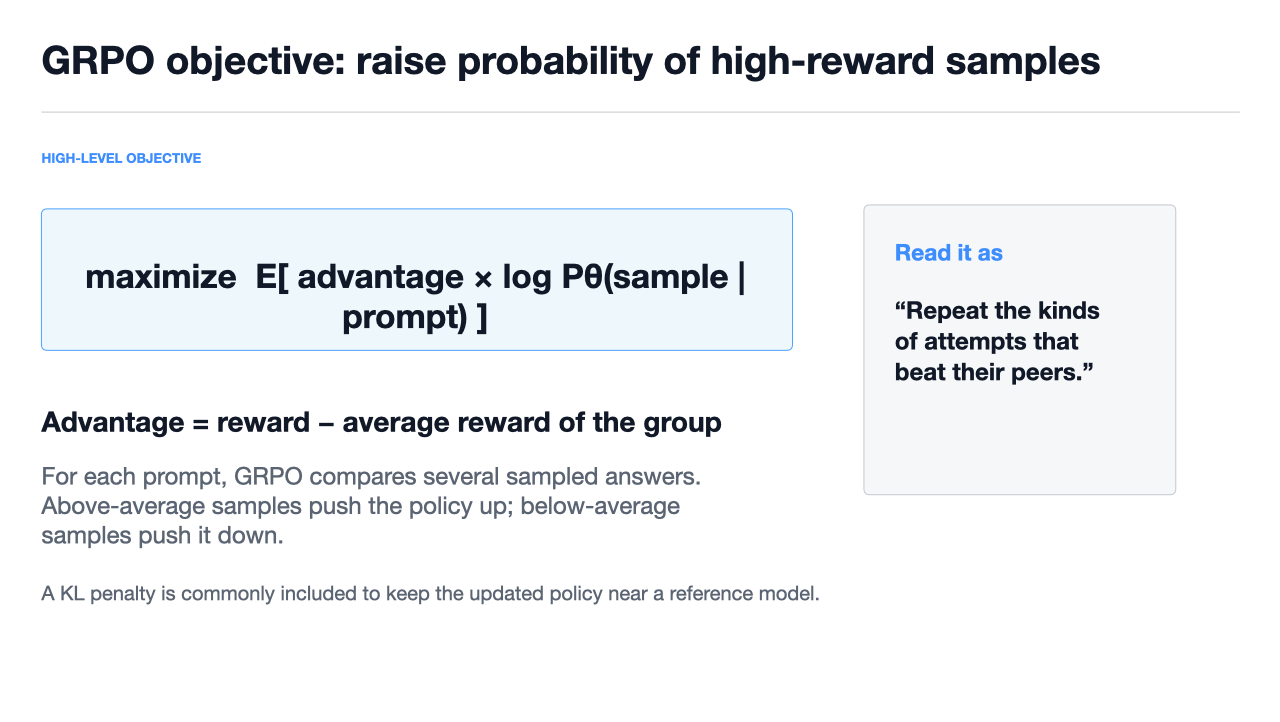 GRPO objective: raise probability of high-reward samples
HIGH-LEVEL OBJECTIVE
maximize  E[ advantage × log Pθ(sample |
prompt) ]
Advantage = reward – average reward of the group
For each prompt, GRPO compares several sampled answers.
Above-average samples push the policy up; below-average
samples push it down.
A KL penalty is commonly included to keep the updated policy near a reference model.
Read it as
“Repeat the kinds
of attempts that
beat their peers.”